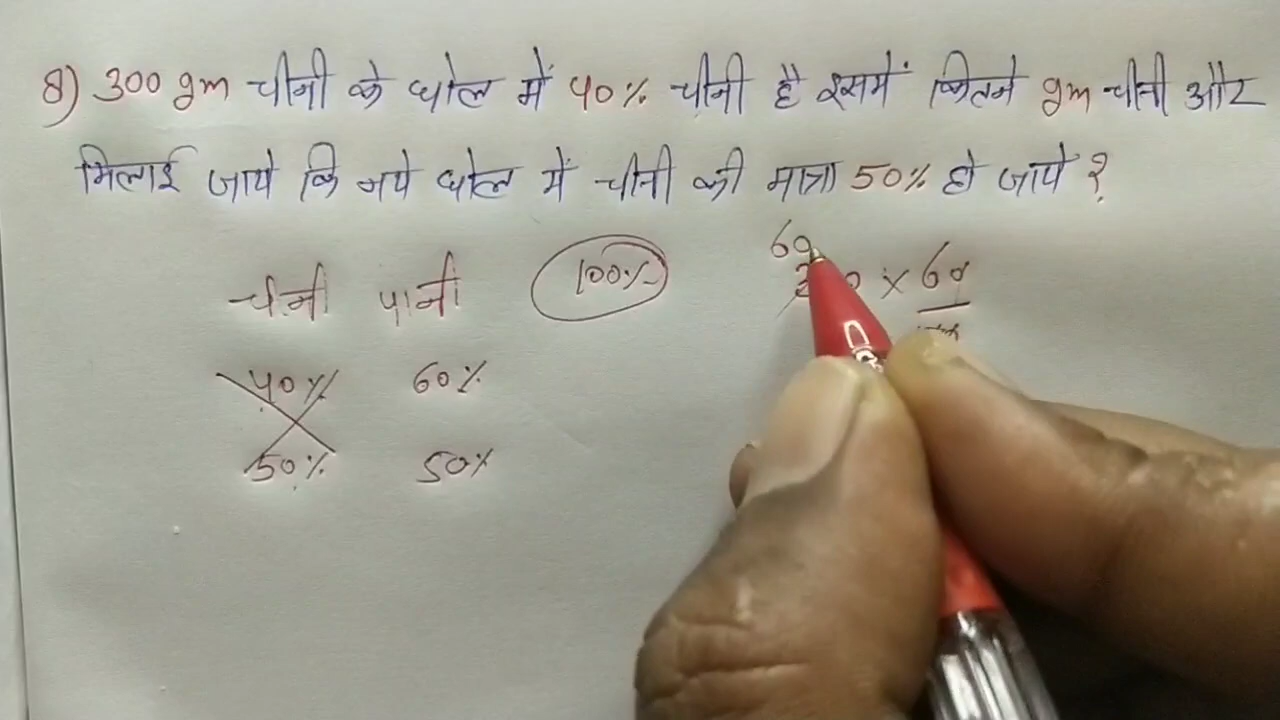 8) 300 gm चीनी के घोल में 40% चीनी है इसमें कितने gm चीनी और
मिलाई जाये कि नये घोल में चीनी की मात्रा 50% हो जाये ?
चीनी पानी 100%
60
× 60
40% 60%
50% 50%